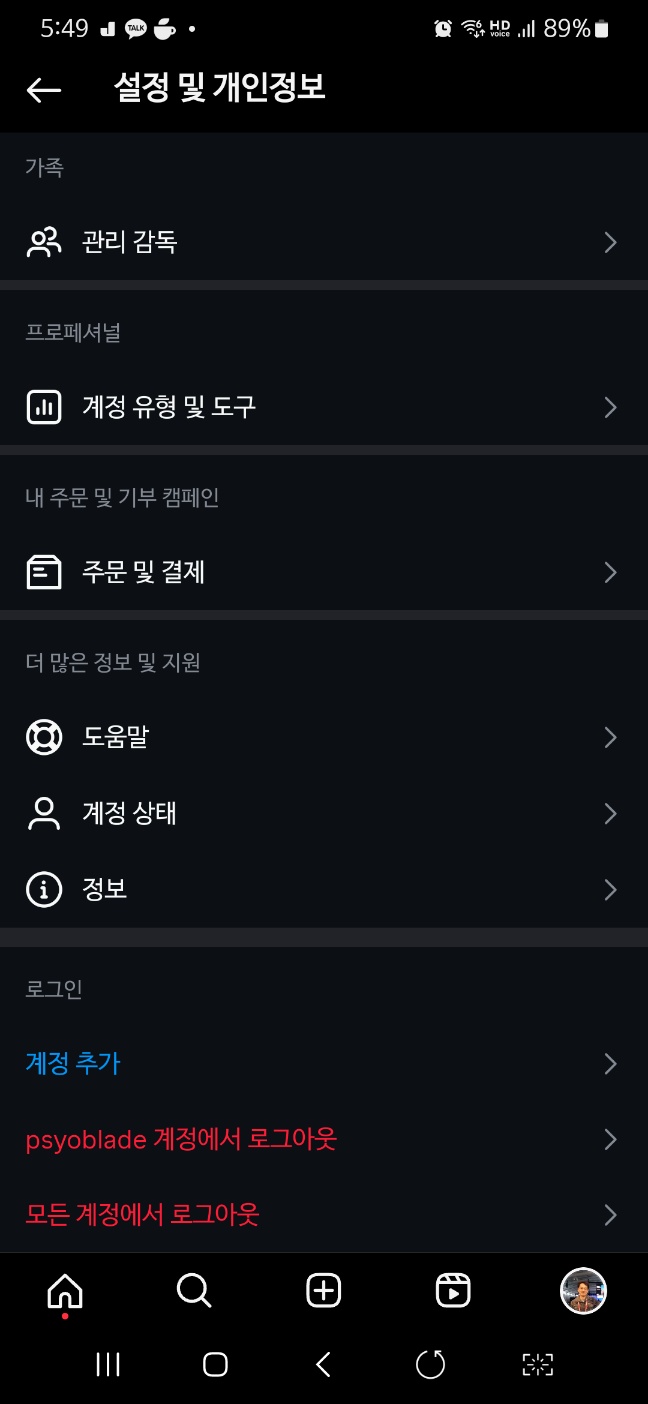 5:49 TALK 6 HD voice 89%
설정 및 개인정보
가족
관리 감독
프로페셔널
계정 유형 및 도구
내 주문 및 기부 캠페인
주문 및 결제
더 많은 정보 및 지원
도움말
계정 상태
정보
로그인
계정 추가
psyoblade 계정에서 로그아웃
모든 계정에서 로그아웃